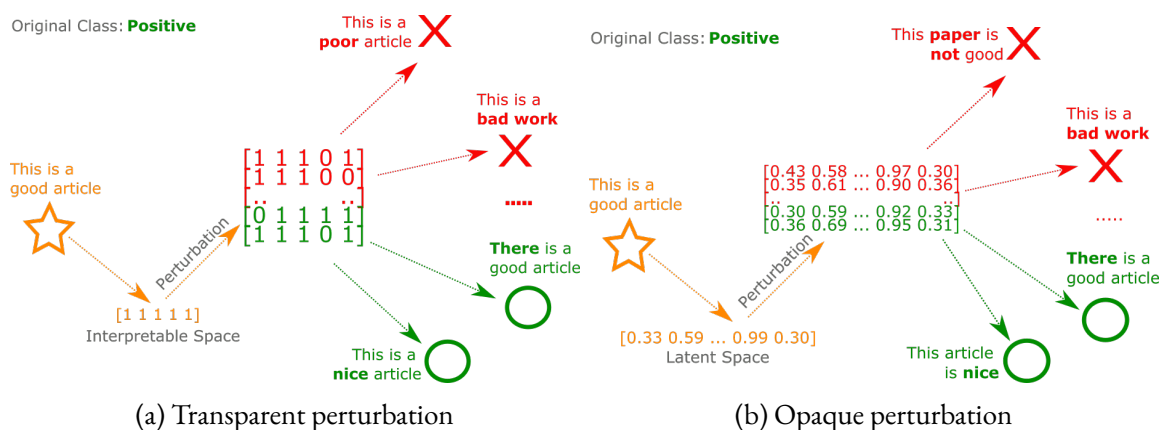 Original Class: Positive
This is a
poor article
This is a
bad work
This is a
good article
[1 1 1 0 1]
[1 1 1 0 0]
[.. ..]
[0 1 1 1 1]
[1 1 1 0 1]
.....
Perturbation
There is a
good article
[1 1 1 1 1]
Interpretable Space
This is a
nice article
(a) Transparent perturbation
Original Class: Positive
This paper is
not good
This is a
bad work
This is a
good article
[0.43 0.58 ... 0.97 0.30]
[0.35 0.61 ... 0.90 0.36]
[.. ..]
[0.30 0.59 ... 0.92 0.33]
[0.36 0.69 ... 0.95 0.31]
.....
Perturbation
There is a
good article
[0.33 0.59 ... 0.99 0.30]
Latent Space
This article
is nice
(b) Opaque perturbation